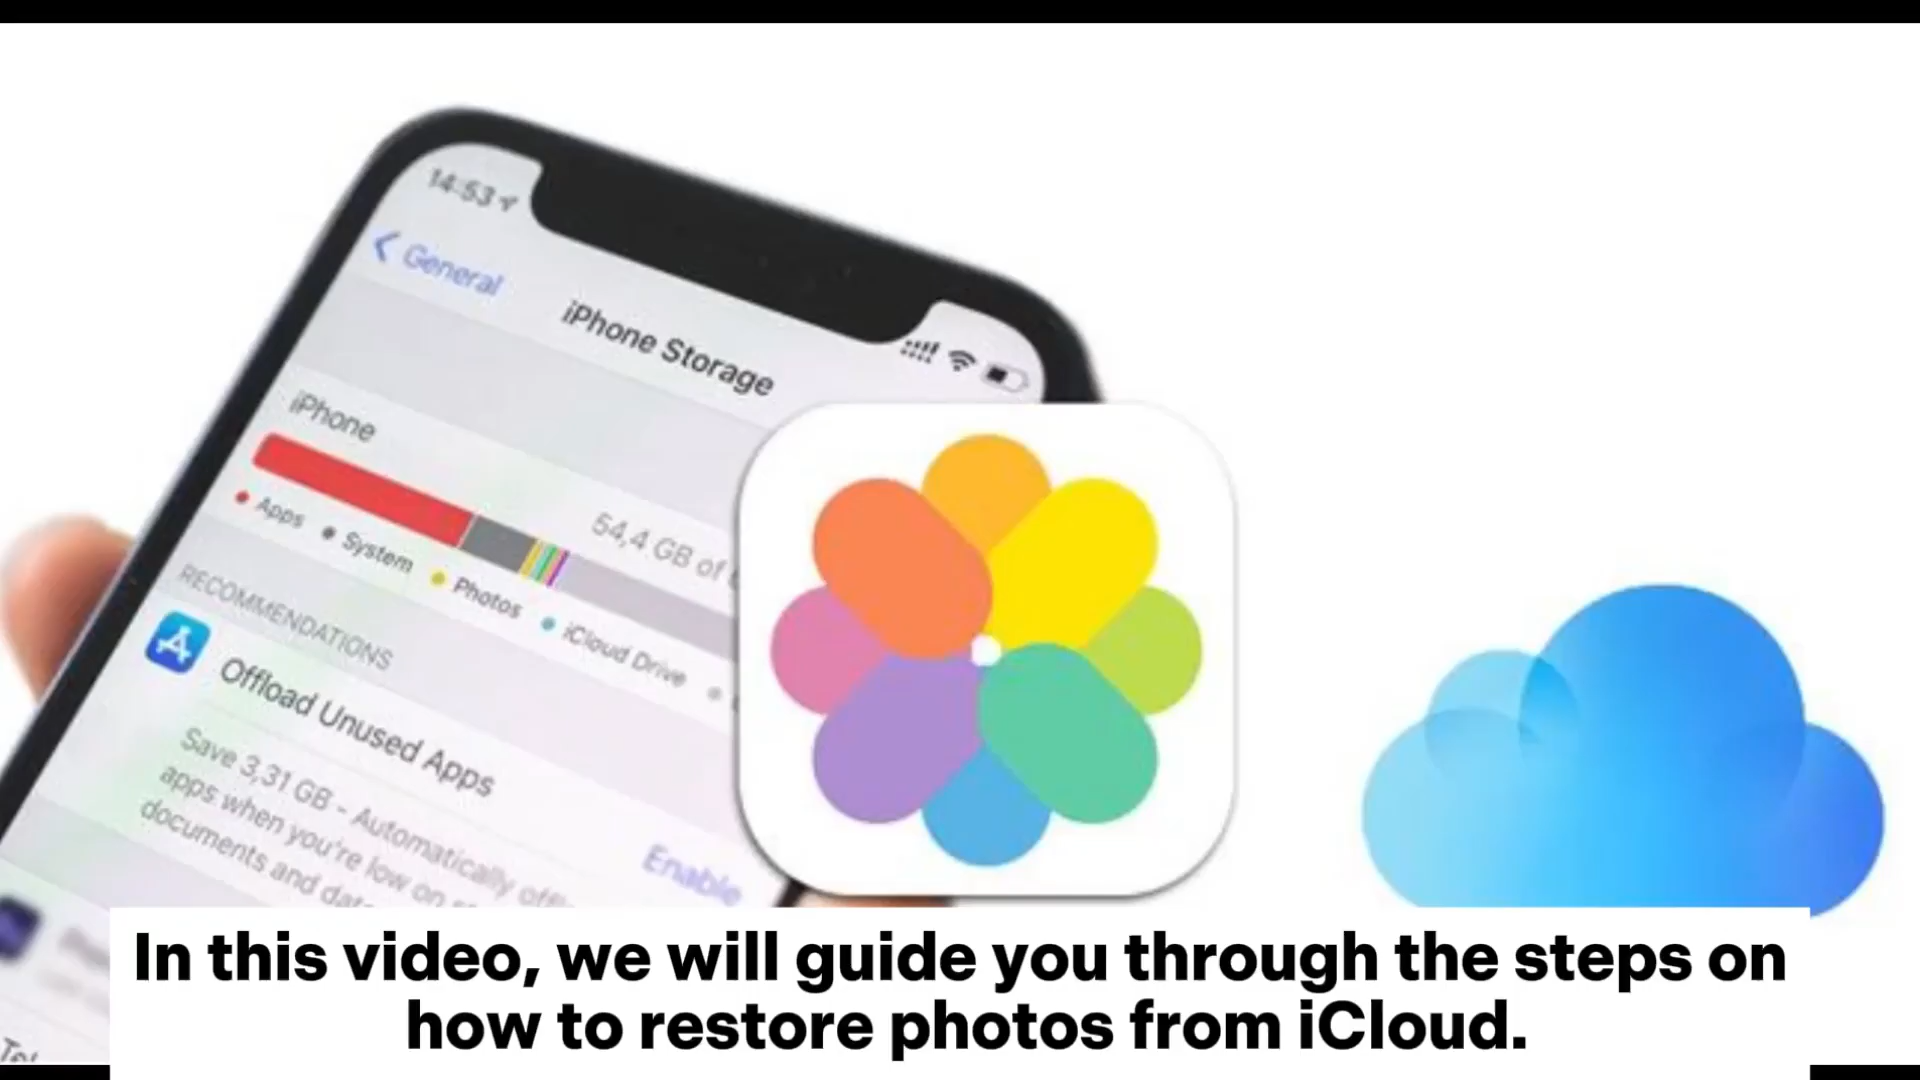 14:53
General
iPhone Storage
iPhone
54,4 GB of
Apps System Photos iCloud Drive
RECOMMENDATIONS
Offload Unused Apps
Save 3,31 GB - Automatically
apps when you're low on
documents and
Enable
In this video, we will guide you through the steps on
how to restore photos from iCloud.